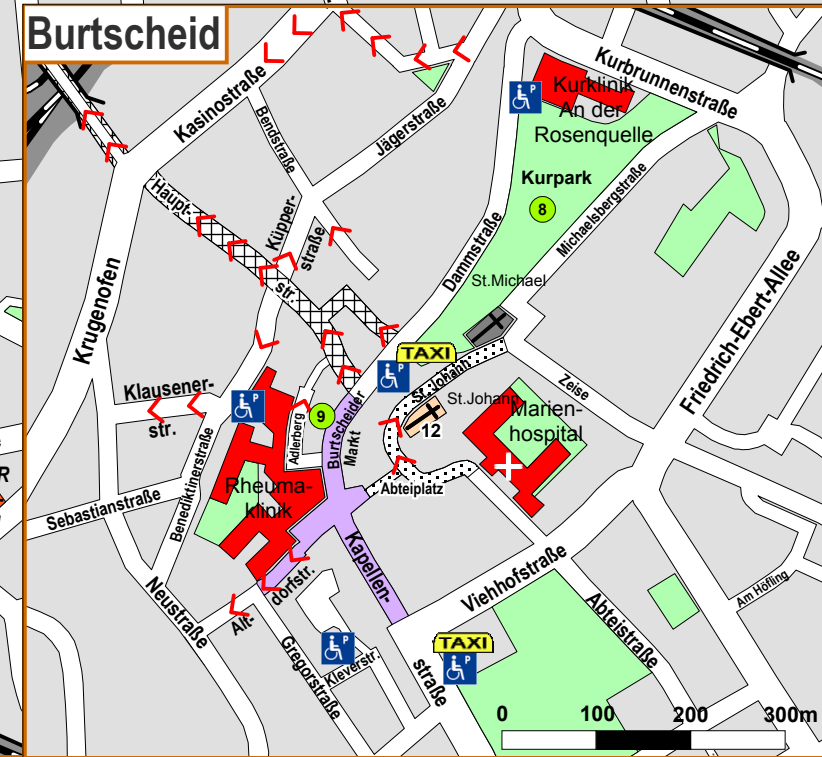 Burtscheid
Kurbrunnenstraße
Kasinostraße
Kurklinik
An der
Rosenquelle
P
Bendstraße
Jägerstraße
Kurpark
8
Michaelsbergstraße
Haupt-
str.
Küpper-
straße
Dammstraße
St.Michael
Friedrich-Ebert-Allee
Krugenofen
TAXI
P
St. Johann
Zeise
Klausener-
str.
P
9
Adlerberg
Burtscheider
Markt
St.Johann
12
Marien-
hospital
R
Benediktinerstraße
Rheuma-
klinik
Abteiplatz
Sebastianstraße
Kapellen-
straße
Viehhofstraße
Neustraße
Alt-
dorfstr.
Am Höfling
Abteistraße
Gregorstraße
P
Kleverstr.
TAXI
P
0 100 200 300m